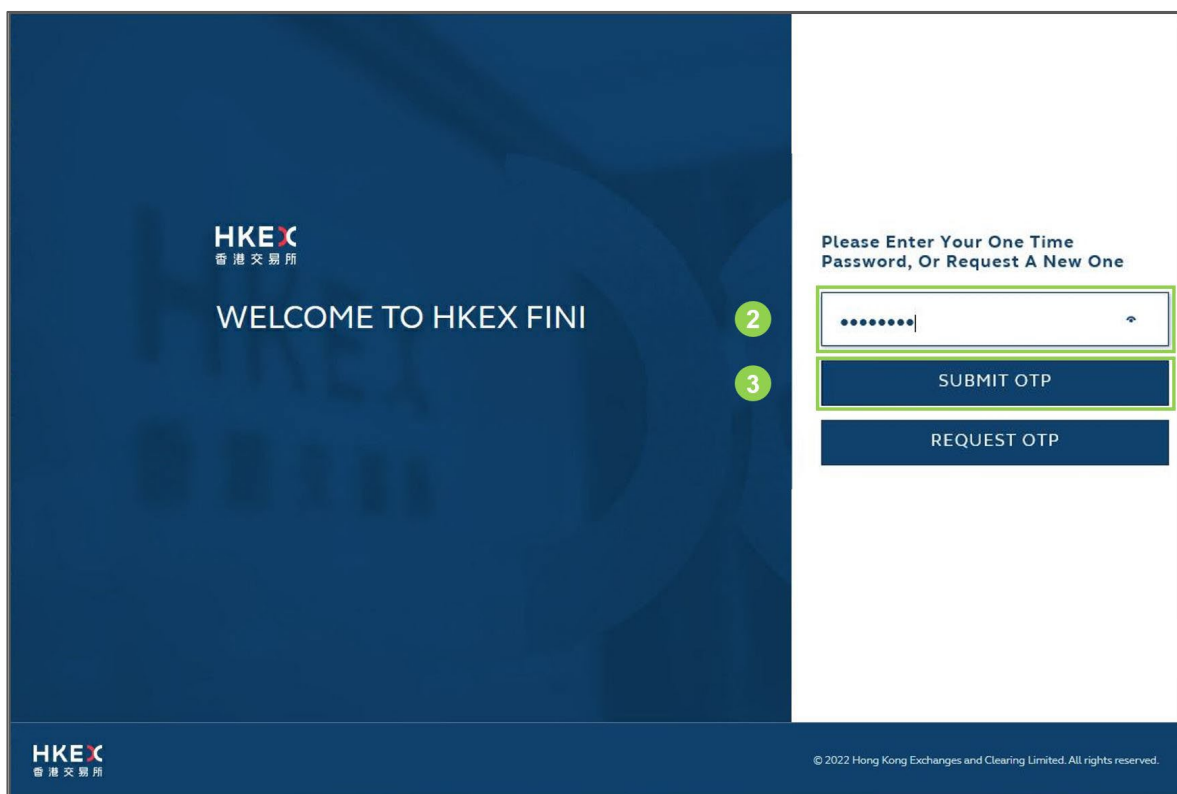 HKEX
香港交易所
WELCOME TO HKEX FINI
Please Enter Your One Time
Password, Or Request A New One
2
••••••••
3
SUBMIT OTP
REQUEST OTP
HKEX
香港交易所
© 2022 Hong Kong Exchanges and Clearing Limited. All rights reserved.